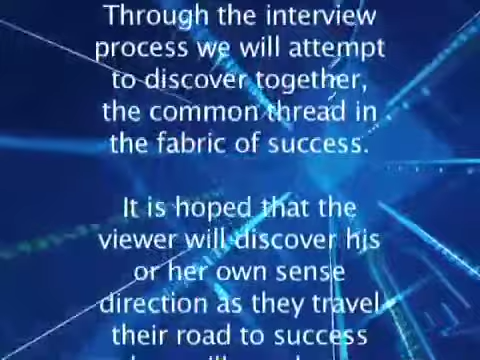 Through the interview
process we will attempt
to discover together,
the common thread in
the fabric of success.
It is hoped that the
viewer will discover his
or her own sense
direction as they travel
their road to success